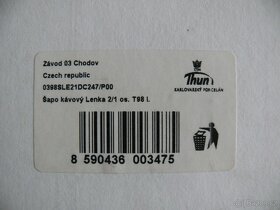 Závod 03 Chodov
Czech republic
0398SLE21DC247/P00
Šapo kávový Lenka 2/1 os. T98 I.
Thun
KARLOVARSKÝ PORCELÁN
8 590436 003475